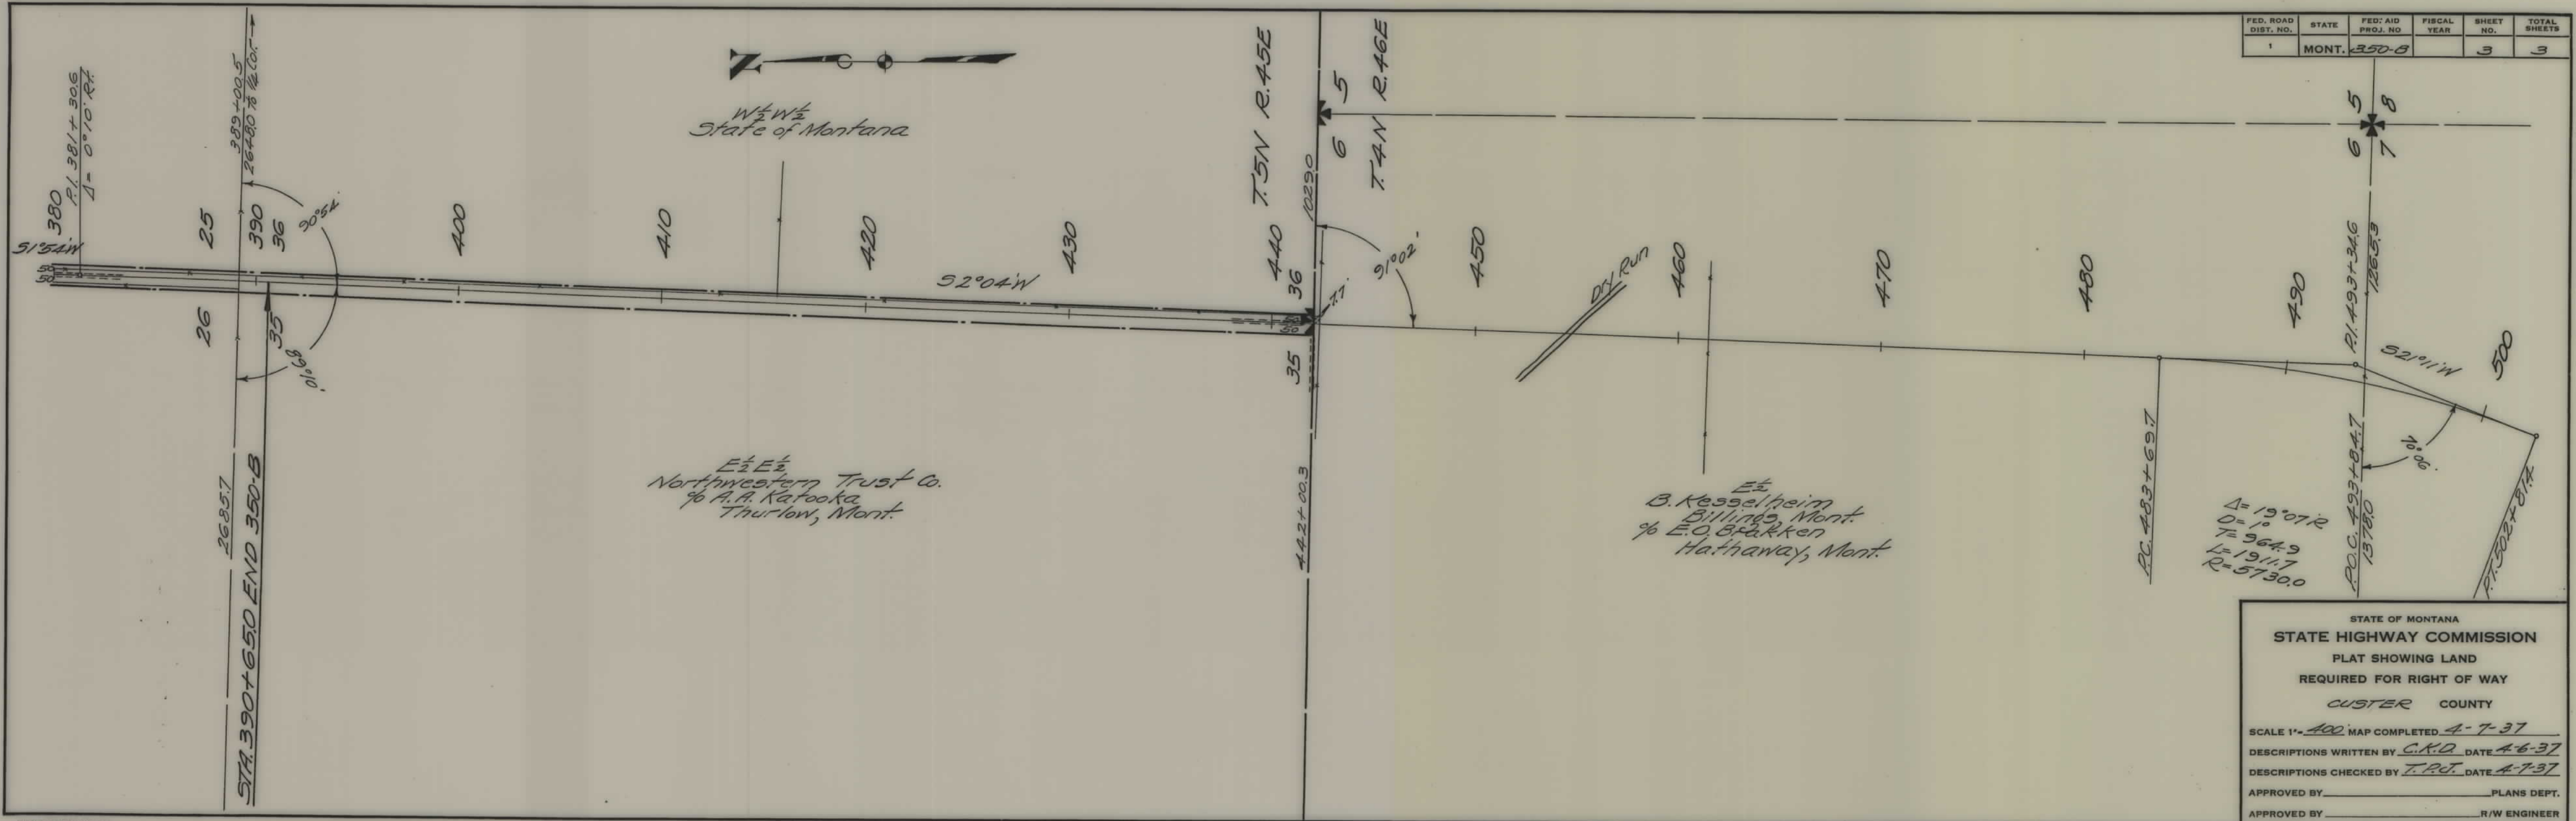 FED. ROAD DIST. NO.
STATE
FED. AID PROJ. NO
FISCAL YEAR
SHEET NO.
TOTAL SHEETS
1
MONT.
350-B
3
3
380
P.I. 381+30.6
Δ= 0°10' Rt.
389+00.5
2648.0 to 1/4 Cor.
S1°54'W
50
50
25
390
36
90°54'
26
35
89°10'
2685.7
STA. 390+65.0 END 350-B
400
410
420
430
440
W½W½
State of Montana
S2°04'W
E½E½
Northwestern Trust Co.
% A.A. Katooka
Thurlow, Mont.
T.5N R.45E
T.4N R.46E
5
6
1029.0
36
35
50
50
7.7'
91°02'
442+00.3
450
Dry Run
460
470
480
490
500
E½
B. Kesselheim
Billings, Mont.
% E.O. Brakken
Hathaway, Mont.
5
8
6
7
P.I. 493+34.6
1265.3
S21°11'W
P.C. 483+69.7
P.O.C. 493+84.7
1378.0
90°04'
P.T. 502+81.4
Δ= 19°07'R
D= 1°
T= 964.9
L= 1911.7
R= 5730.0
STATE OF MONTANA
STATE HIGHWAY COMMISSION
PLAT SHOWING LAND
REQUIRED FOR RIGHT OF WAY
CUSTER COUNTY
SCALE 1"= 400' MAP COMPLETED 4-7-37
DESCRIPTIONS WRITTEN BY C.K.D. DATE 4-6-37
DESCRIPTIONS CHECKED BY T.P.J. DATE 4-7-37
APPROVED BY PLANS DEPT.
APPROVED BY R/W ENGINEER